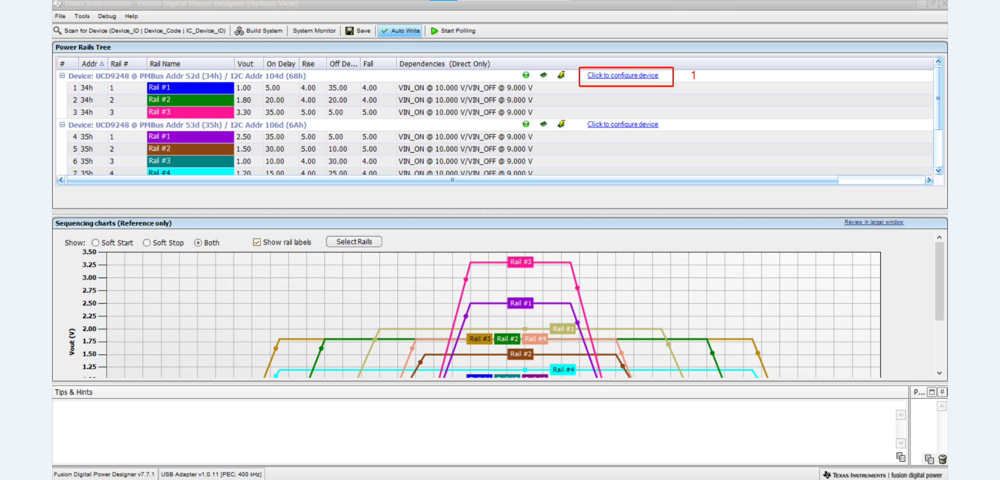 Texas Instruments - Fusion Digital Power Designer [System View]
File Tools Debug Help
Scan for Device (Device_ID | Device_Code | IC_Device_ID) Build System System Monitor Save Auto Write Start Polling
Power Rails Tree
# Addr Rail # Rail Name Vout On Delay Rise Off De... Fall Dependencies (Direct Only)
Device: UCD9248 @ PMBus Addr 52d (34h) / I2C Addr 104d (68h) Click to configure device 1
1 34h 1 Rail #1 1.00 5.00 4.00 35.00 4.00 VIN_ON @ 10.000 V/VIN_OFF @ 9.000 V
2 34h 2 Rail #2 1.80 20.00 4.00 20.00 4.00 VIN_ON @ 10.000 V/VIN_OFF @ 9.000 V
3 34h 3 Rail #3 3.30 35.00 5.00 5.00 5.00 VIN_ON @ 10.000 V/VIN_OFF @ 9.000 V
Device: UCD9248 @ PMBus Addr 53d (35h) / I2C Addr 106d (6Ah) Click to configure device
4 35h 1 Rail #1 2.50 35.00 5.00 5.00 5.00 VIN_ON @ 10.000 V/VIN_OFF @ 9.000 V
5 35h 2 Rail #2 1.50 30.00 5.00 10.00 5.00 VIN_ON @ 10.000 V/VIN_OFF @ 9.000 V
6 35h 3 Rail #3 1.00 10.00 4.00 30.00 4.00 VIN_ON @ 10.000 V/VIN_OFF @ 9.000 V
7 35h 4 Rail #4 1.20 15.00 4.00 25.00 4.00 VIN_ON @ 10.000 V/VIN_OFF @ 9.000 V
Sequencing charts (Reference only) Review in larger window
Show: Soft Start Soft Stop Both Show rail labels Select Rails
3.50
3.25 Rail #3
3.00
2.75
2.50 Rail #1
2.25
2.00 Rail #1
1.75 Rail #3 Rail #2 Rail #4
1.50 Rail #2
1.25 Rail #4
Vout (V)
Tips & Hints P...
Fusion Digital Power Designer v7.7.1 USB Adapter v1.0.11 [PEC; 400 kHz] TEXAS INSTRUMENTS | fusion digital power